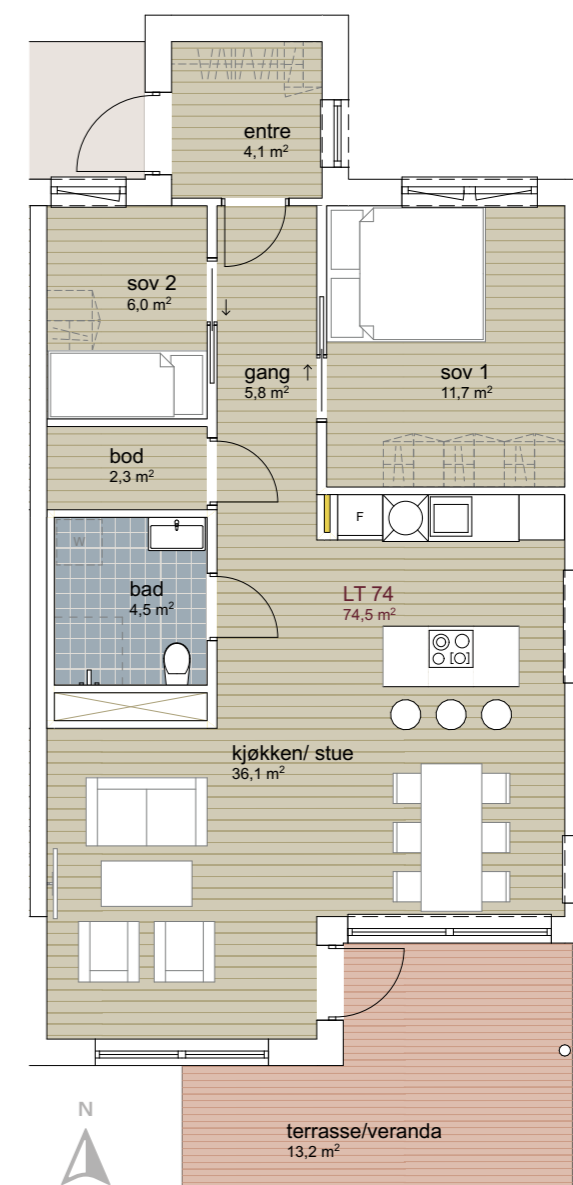 entre
4,1 m²
sov 2
6,0 m²
gang
5,8 m²
sov 1
11,7 m²
bod
2,3 m²
F
W
bad
4,5 m²
LT 74
74,5 m²
kjøkken/ stue
36,1 m²
N
terrasse/veranda
13,2 m²